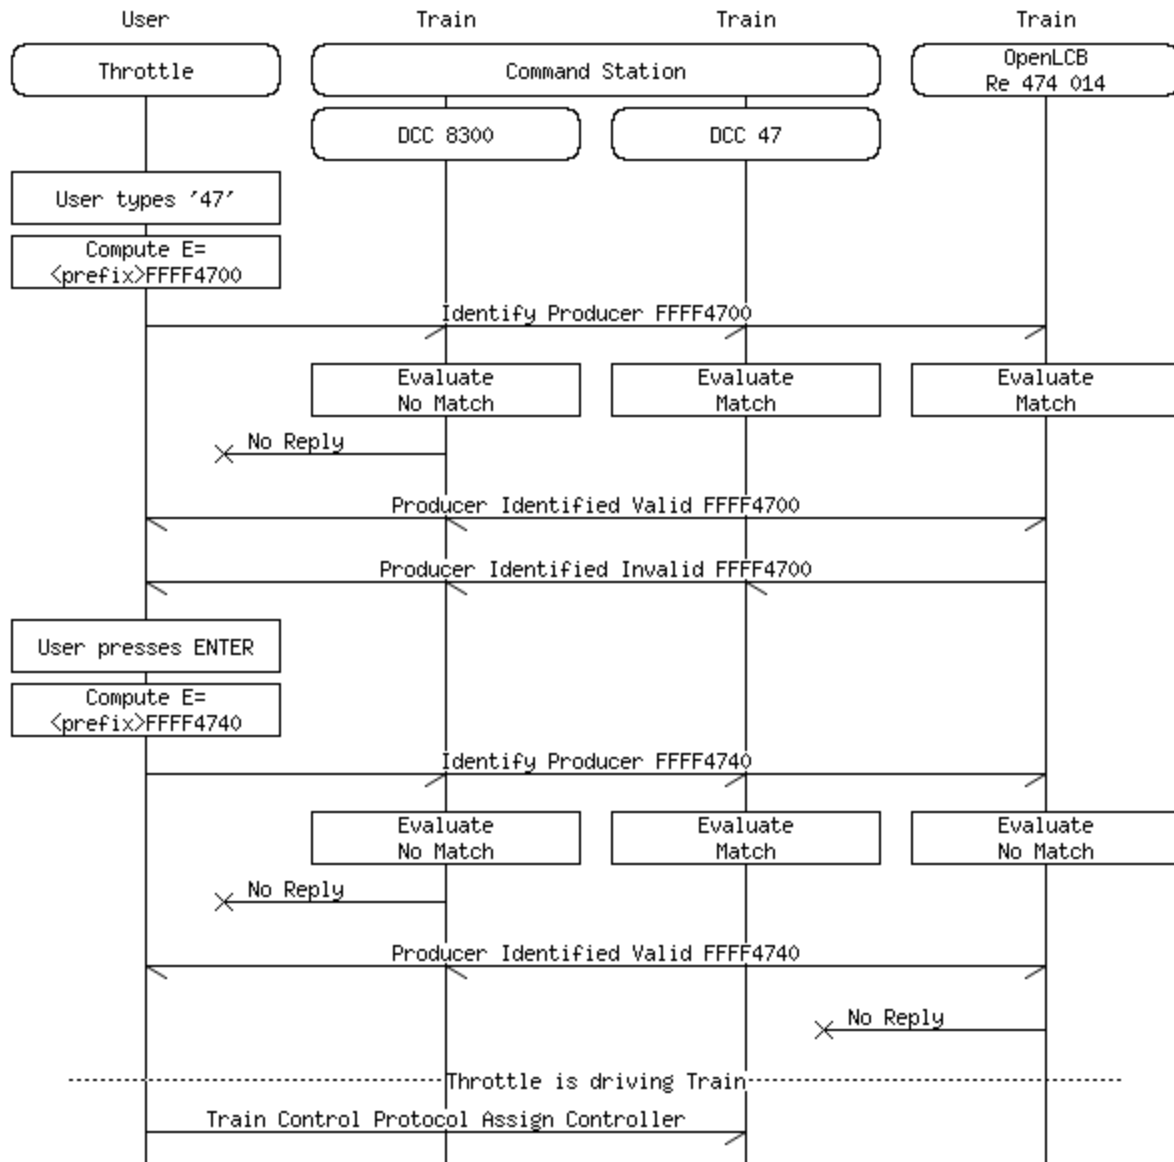 User Train Train Train
Throttle
Command Station
OpenLCB
Re 474 014
DCC 8300
DCC 47
User types '47'
Compute E=
<prefix>FFFF4700
Identify Producer FFFF4700
Evaluate
No Match
Evaluate
Match
Evaluate
Match
No Reply
Producer Identified Valid FFFF4700
Producer Identified Invalid FFFF4700
User presses ENTER
Compute E=
<prefix>FFFF4740
Identify Producer FFFF4740
Evaluate
No Match
Evaluate
Match
Evaluate
No Match
No Reply
Producer Identified Valid FFFF4740
No Reply
Throttle is driving Train
Train Control Protocol Assign Controller